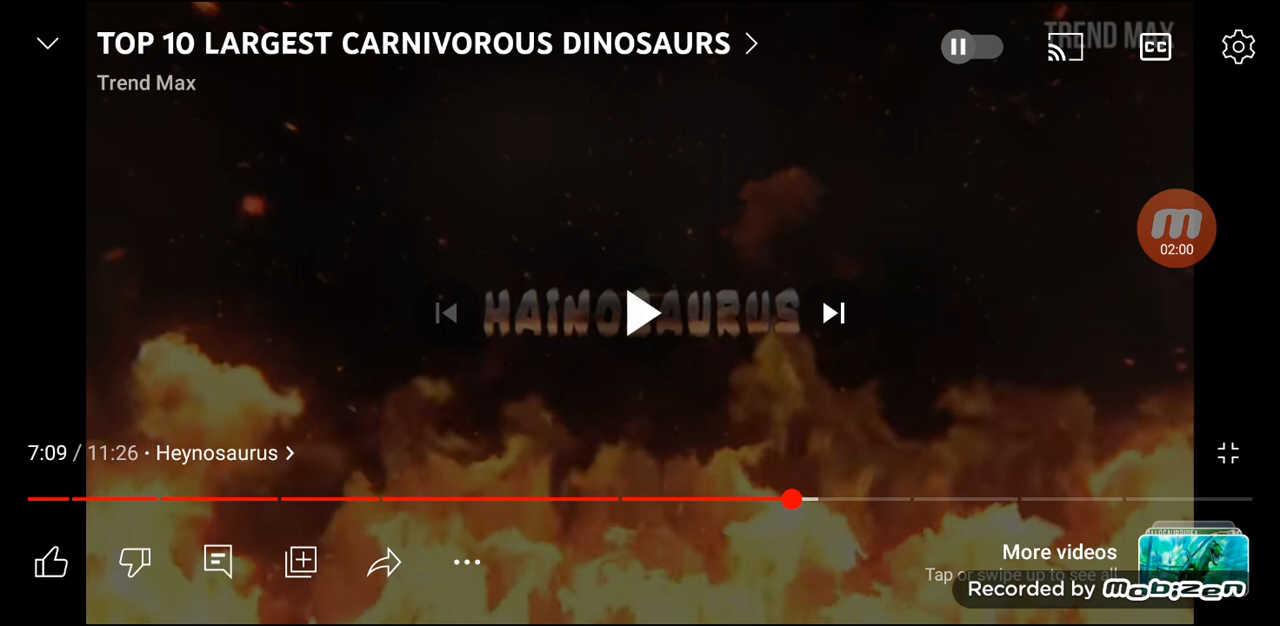 TREND MAX
TOP 10 LARGEST CARNIVOROUS DINOSAURS
CC
Trend Max
m
02:00
HAINOSAURUS
7:09 / 11:26 • Heynosaurus
More videos
Tap or swipe up to see all
Recorded by mobizen